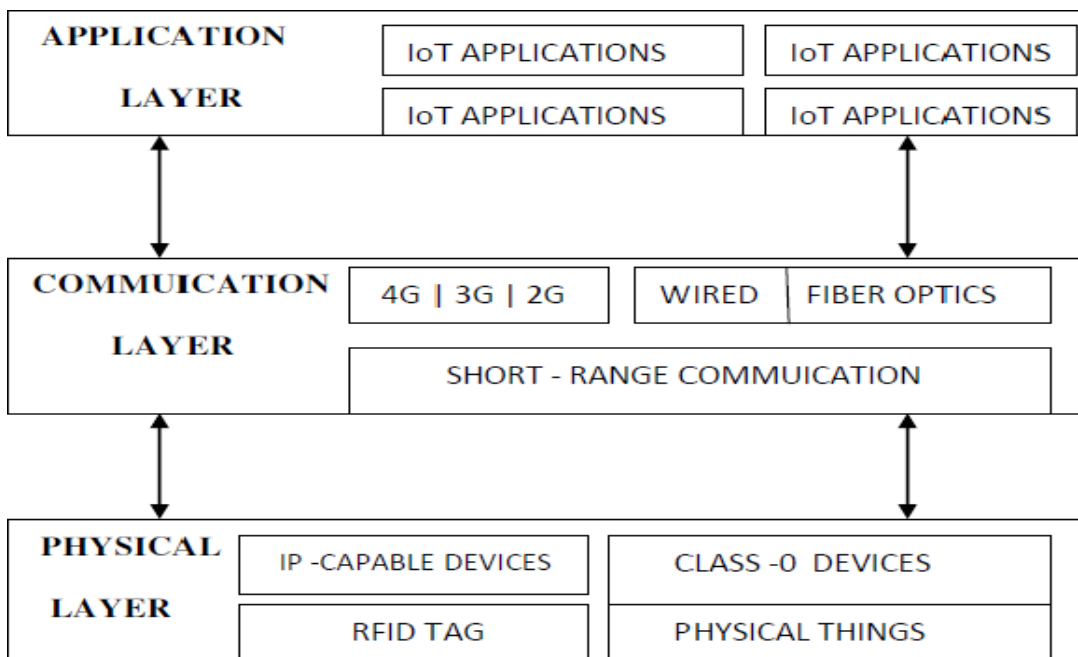 APPLICATION
LAYER
IoT APPLICATIONS
IoT APPLICATIONS
IoT APPLICATIONS
IoT APPLICATIONS
COMMUICATION
LAYER
4G | 3G | 2G
WIRED
FIBER OPTICS
SHORT - RANGE COMMUICATION
PHYSICAL
LAYER
IP -CAPABLE DEVICES
CLASS -0 DEVICES
RFID TAG
PHYSICAL THINGS